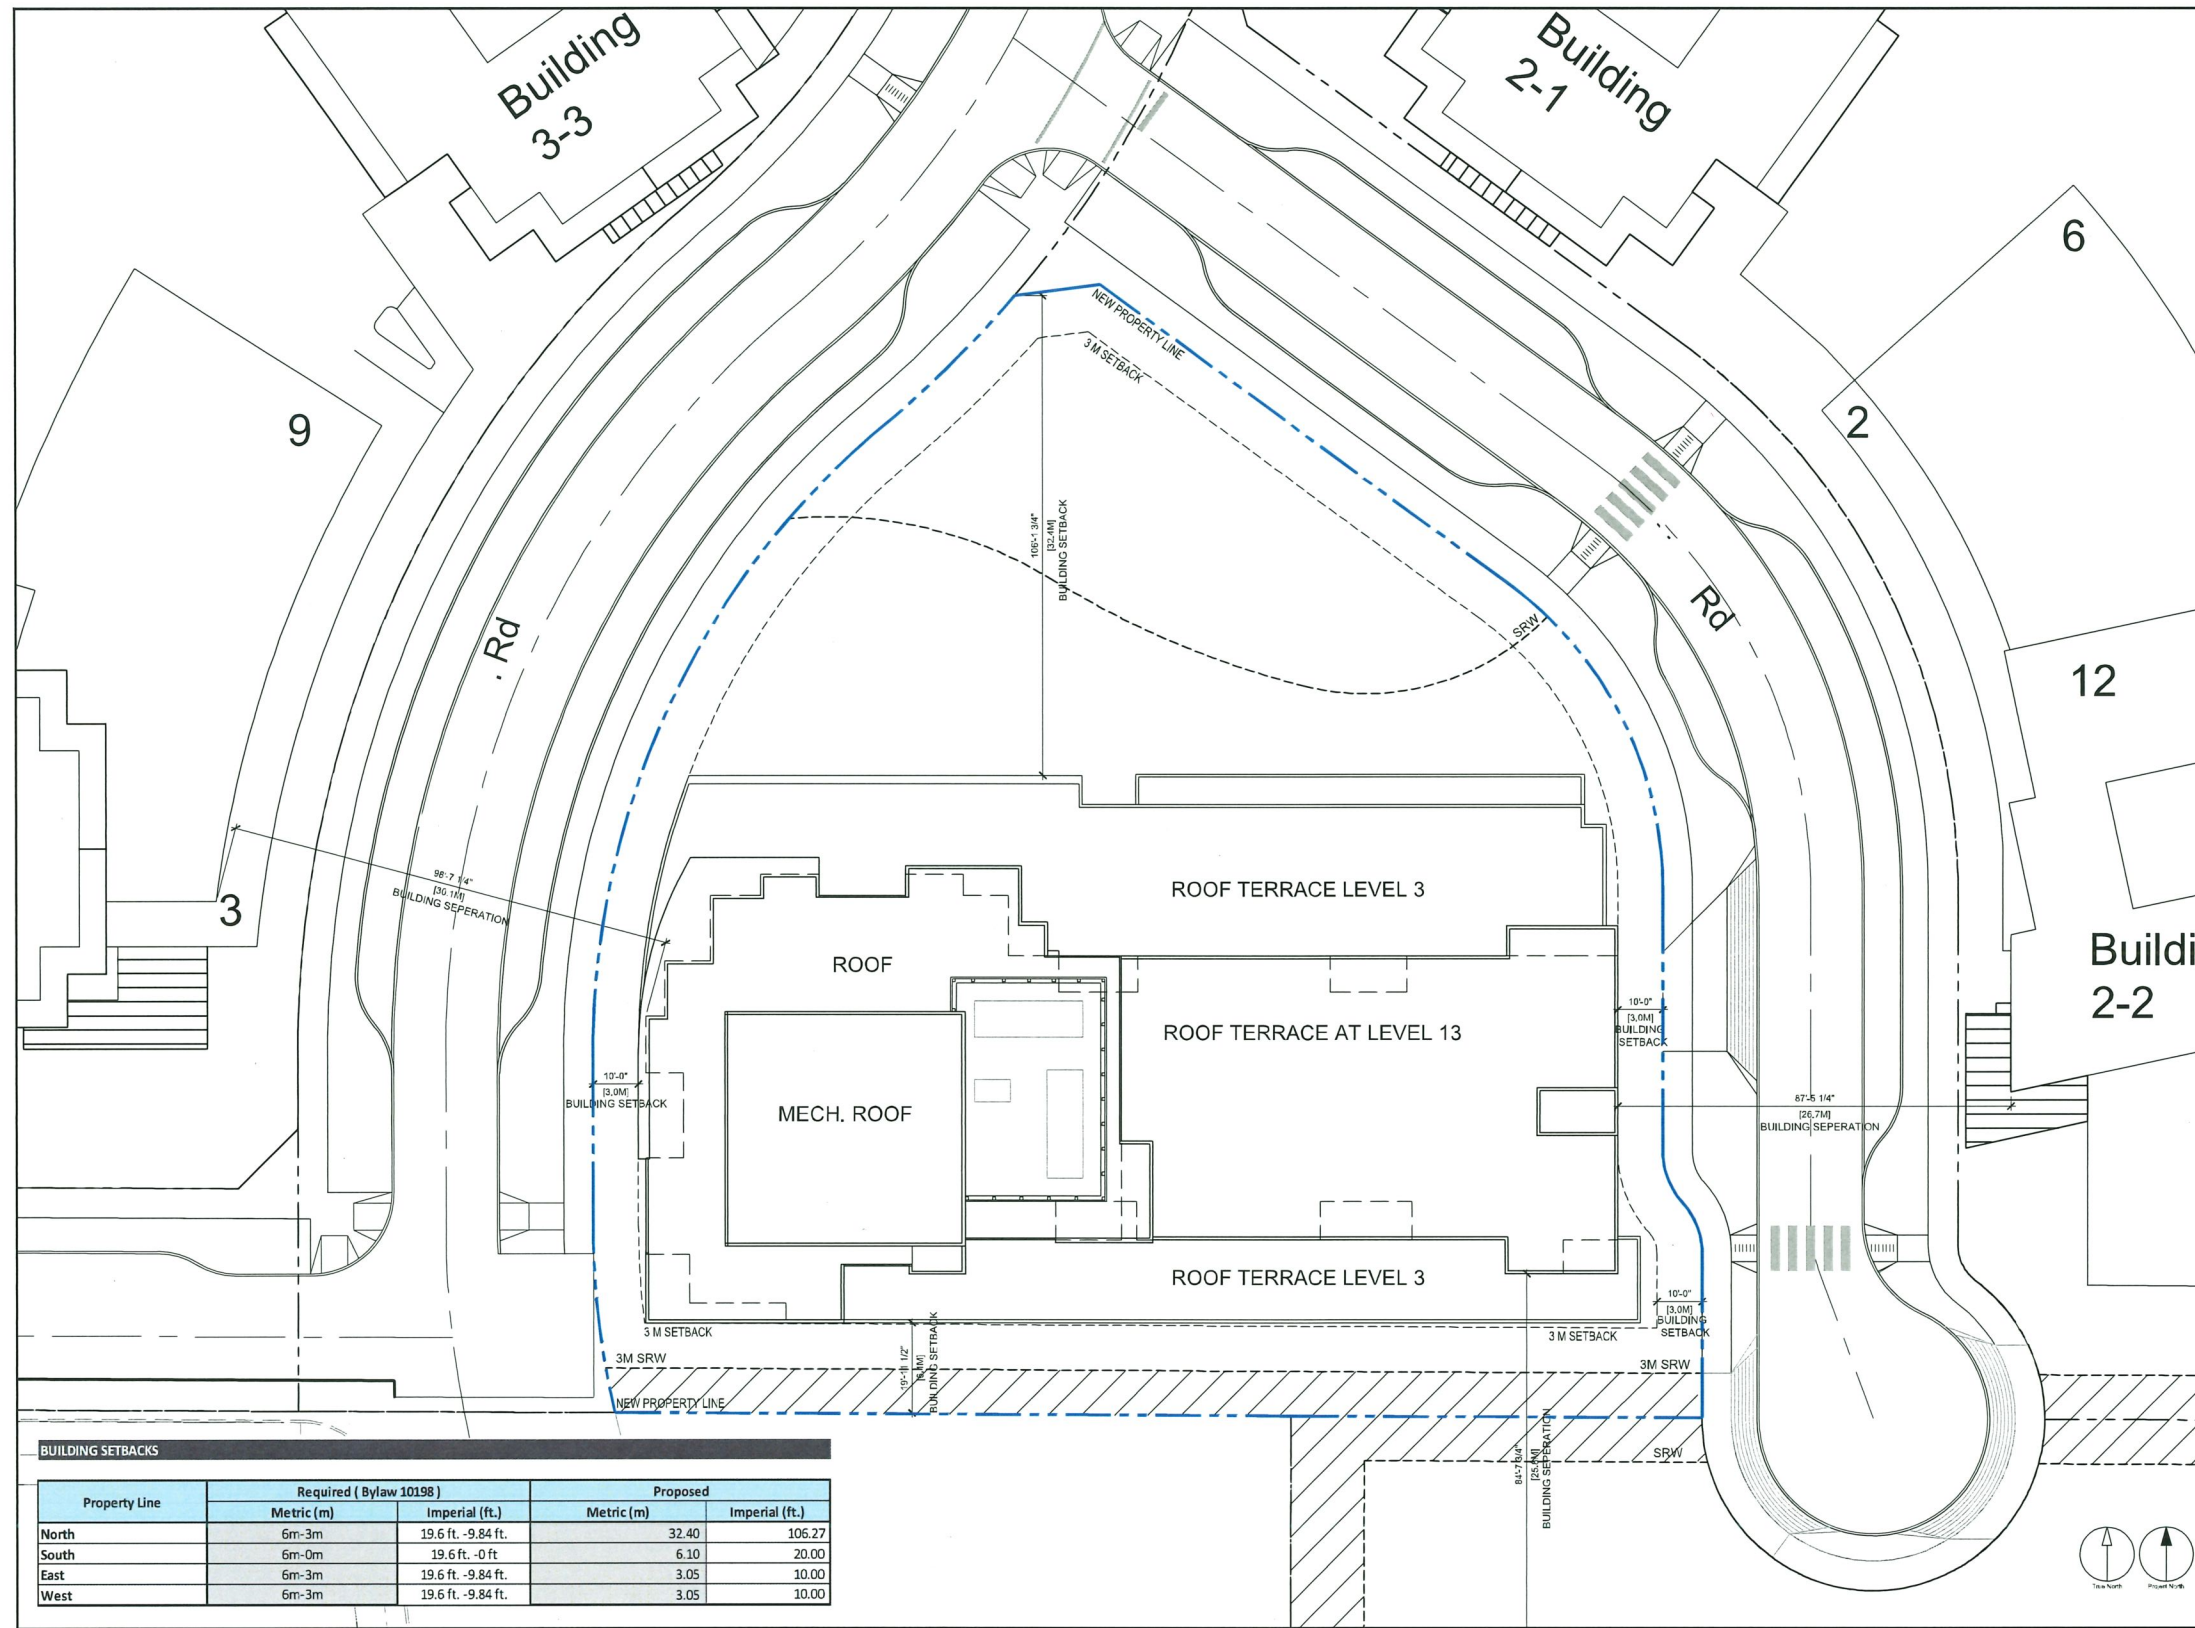 Building
3-3
Building
2-1
6
2
9
NEW PROPERTY LINE
3 M SETBACK
106'-1 3/4"
[32.4M]
BUILDING SETBACK
Rd
Rd
SRW
12
98'-7 1/4"
[30.1M]
BUILDING SEPERATION
3
ROOF TERRACE LEVEL 3
ROOF
ROOF TERRACE AT LEVEL 13
MECH. ROOF
10'-0"
[3.0M]
BUILDING SETBACK
10'-0"
[3.0M]
BUILDING
SETBACK
Buildi
2-2
[26.7M]
BUILDING SEPERATION
ROOF TERRACE LEVEL 3
10'-0"
[3.0M]
BUILDING
SETBACK
3 M SETBACK
3 M SETBACK
3M SRW
3M SRW
19'-11 1/2"
BUILDING SETBACK
NEW PROPERTY LINE
SRW
84'-7 3/4"
BUILDING SEPERATION
BUILDING SETBACKS
Property Line Required ( Bylaw 10198 ) Proposed
Metric (m) Imperial (ft.) Metric (m) Imperial (ft.)
North 6m-3m 19.6 ft. -9.84 ft. 32.40 106.27
South 6m-0m 19.6 ft. -0 ft 6.10 20.00
East 6m-3m 19.6 ft. -9.84 ft. 3.05 10.00
West 6m-3m 19.6 ft. -9.84 ft. 3.05 10.00
True North
Project North